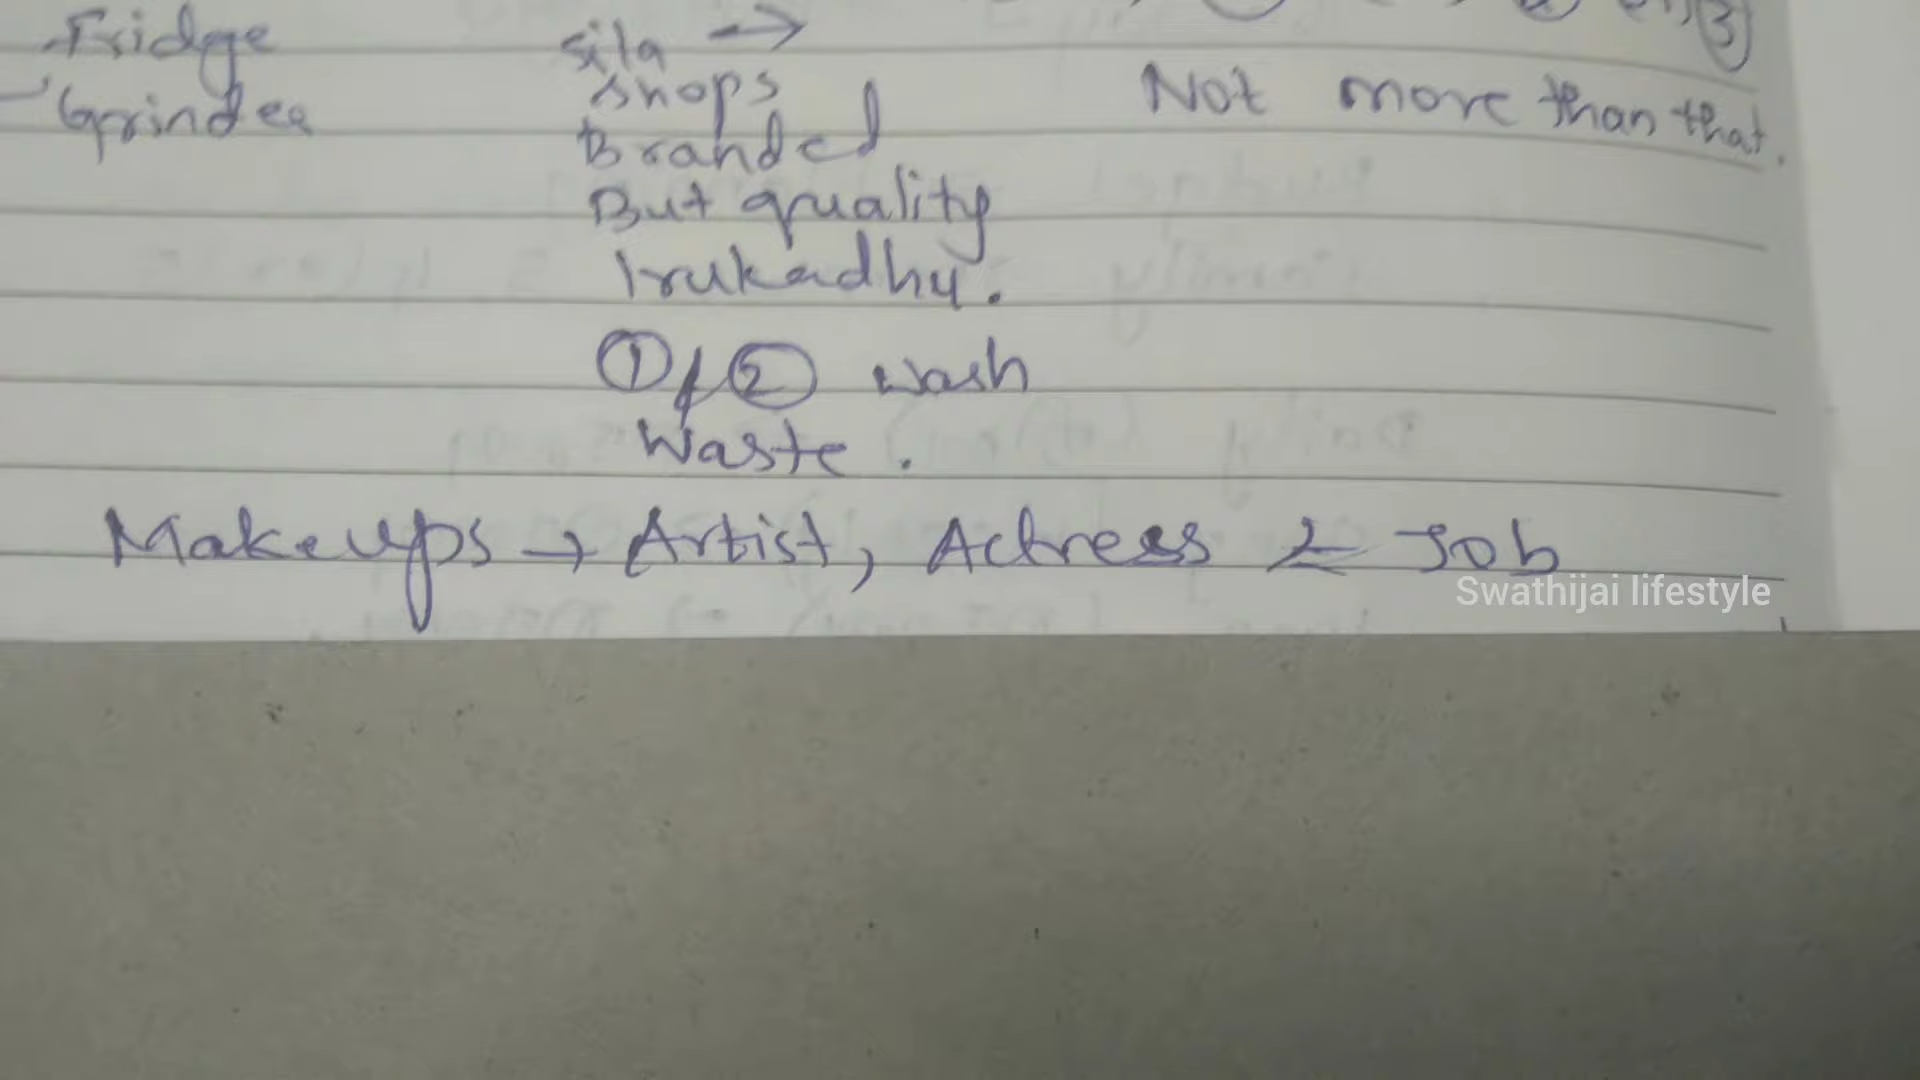 Fridge
Grinder
sila →
shops
Branded
But quality
Irukadhu.
① / ② wash
Waste.
③
Not more than that.
Makeups → Artist, Actress ← Job
Swathijai lifestyle